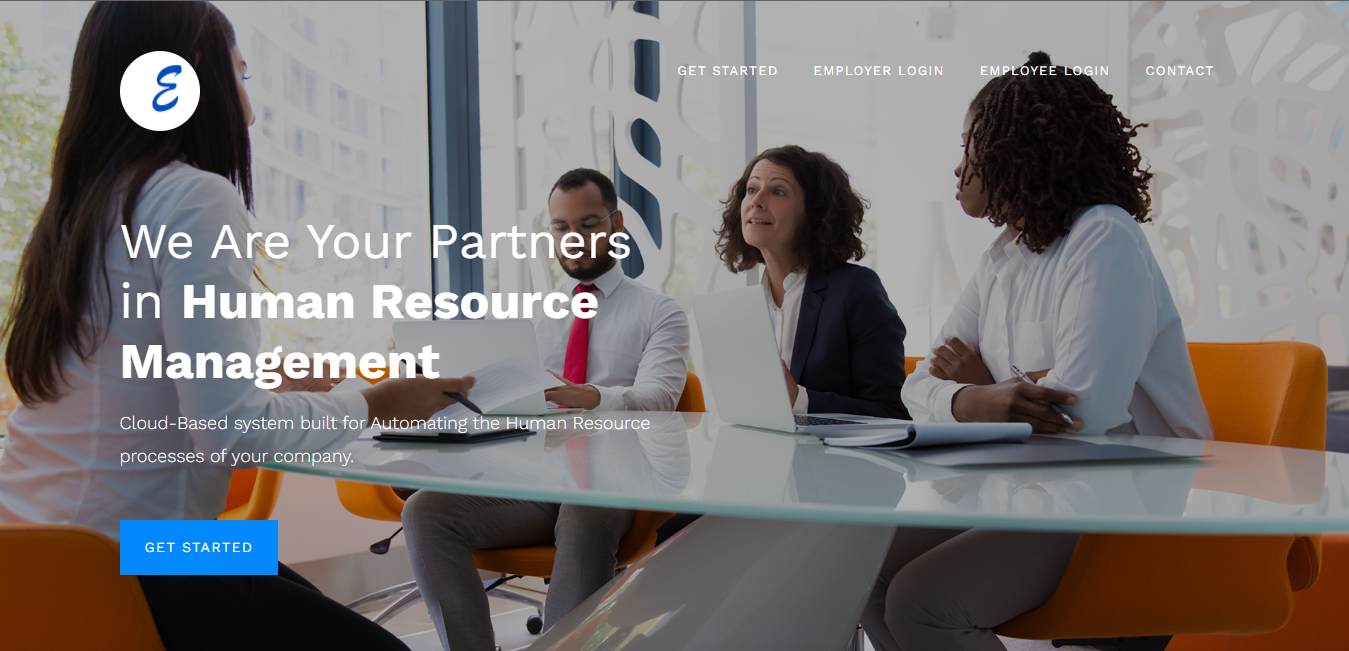 E
GET STARTED EMPLOYER LOGIN EMPLOYEE LOGIN CONTACT
We Are Your Partners
in Human Resource
Management
Cloud-Based system built for Automating the Human Resource
processes of your company.
GET STARTED